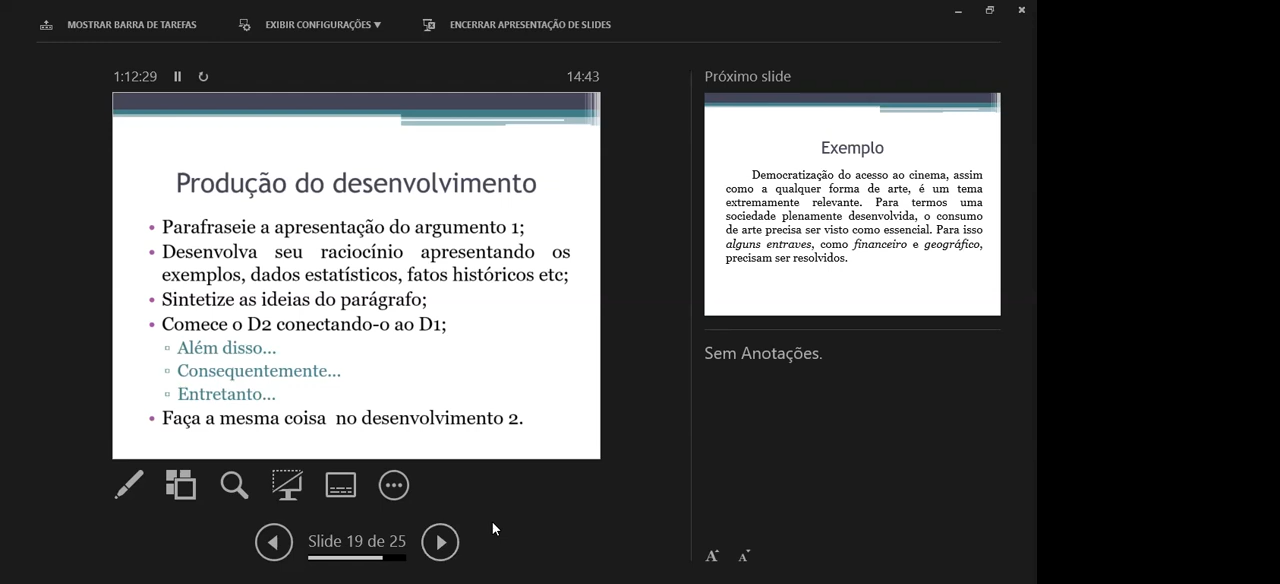 MOSTRAR BARRA DE TAREFAS
EXIBIR CONFIGURAÇÕES ▼
ENCERRAR APRESENTAÇÃO DE SLIDES
1:12:29
14:43
Produção do desenvolvimento
• Parafraseie a apresentação do argumento 1;
• Desenvolva seu raciocínio apresentando os
exemplos, dados estatísticos, fatos históricos etc;
• Sintetize as ideias do parágrafo;
• Comece o D2 conectando-o ao D1;
▫ Além disso...
▫ Consequentemente...
▫ Entretanto...
• Faça a mesma coisa  no desenvolvimento 2.
Slide 19 de 25
Próximo slide
Exemplo
Democratização do acesso ao cinema, assim
como a qualquer forma de arte, é um tema
extremamente relevante. Para termos uma
sociedade plenamente desenvolvida, o consumo
de arte precisa ser visto como essencial. Para isso
alguns entraves, como financeiro e geográfico,
precisam ser resolvidos.
Sem Anotações.
A A